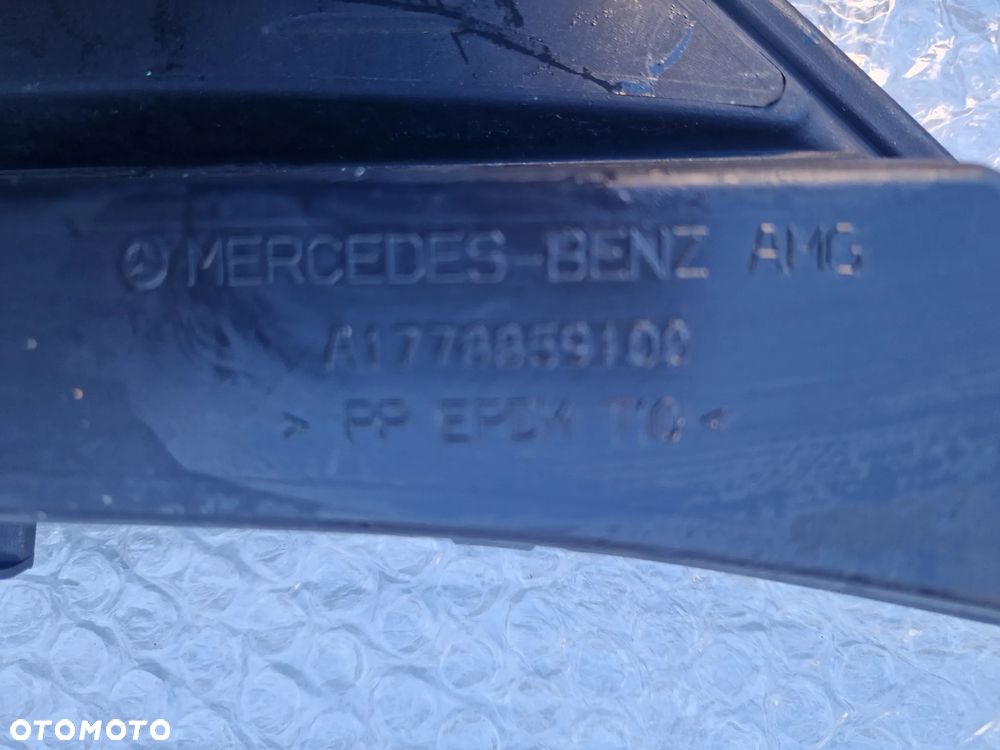 MERCEDES-BENZ AMG
A1778859100
> PP EPDM T10 <
OTOMOTO